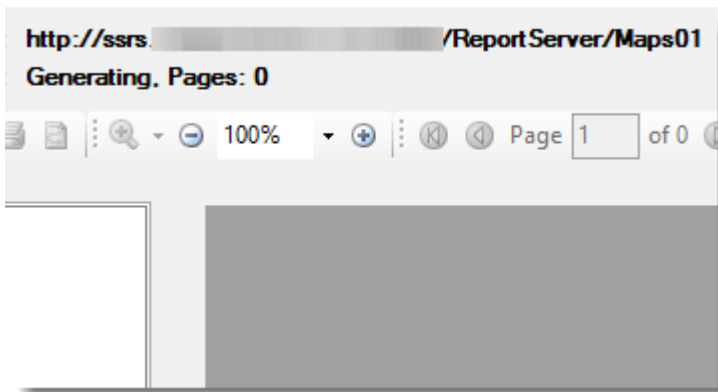 http://ssrs. /ReportServer/Maps01
Generating, Pages: 0
100% Page 1 of 0